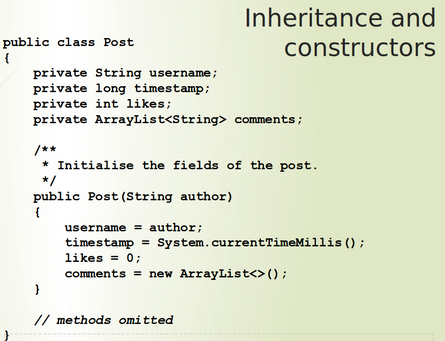 Inheritance and
constructors
public class Post
{
    private String username;
    private long timestamp;
    private int likes;
    private ArrayList<String> comments;

    /**
     * Initialise the fields of the post.
     */
    public Post(String author)
    {
        username = author;
        timestamp = System.currentTimeMillis();
        likes = 0;
        comments = new ArrayList<>();
    }

    // methods omitted
}